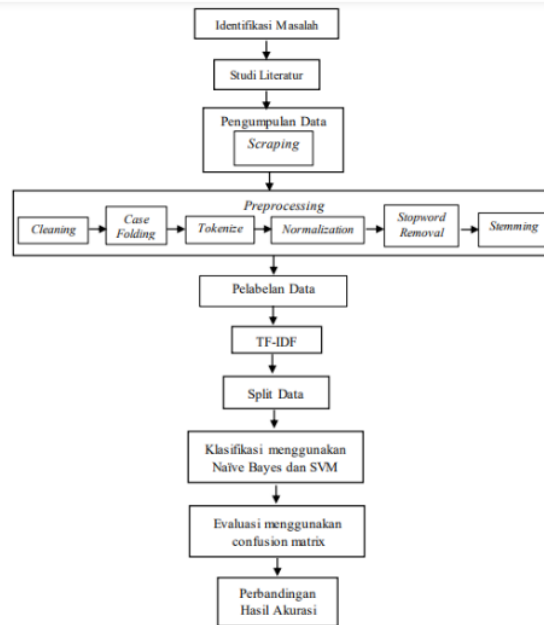 Identifikasi Masalah
Studi Literatur
Pengumpulan Data
Scraping
Preprocessing
Cleaning
Case
Folding
Tokenize
Normalization
Stopword
Removal
Stemming
Pelabelan Data
TF-IDF
Split Data
Klasifikasi menggunakan
Naïve Bayes dan SVM
Evaluasi menggunakan
confusion matrix
Perbandingan
Hasil Akurasi